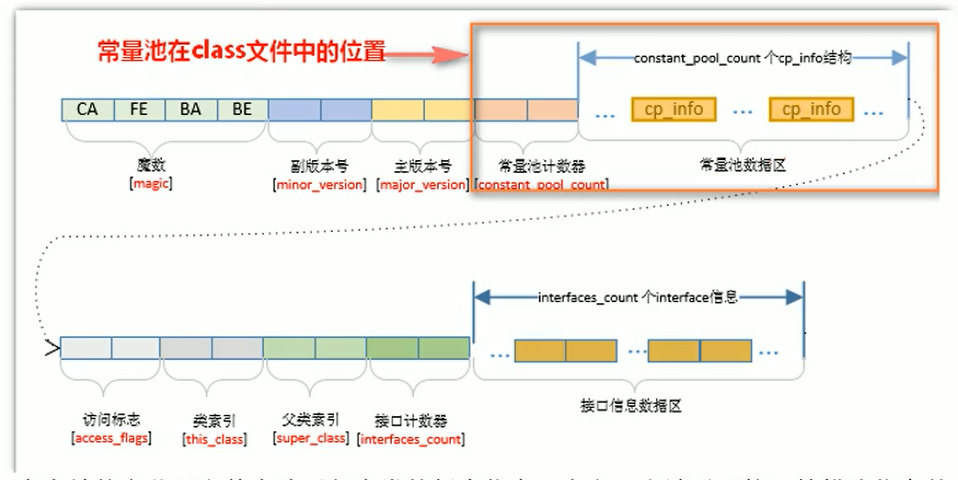 常量池在class文件中的位置
constant_pool_count 个cp_info结构
CA FE BA BE ... cp_info ... cp_info ...
魔数 副版本号 主版本号 常量池计数器 常量池数据区
[magic] [minor_version] [major_version] [constant_pool_count]
interfaces_count 个interface信息
... ... ...
访问标志 类索引 父类索引 接口计数器 接口信息数据区
[access_flags] [this_class] [super_class] [interfaces_count]